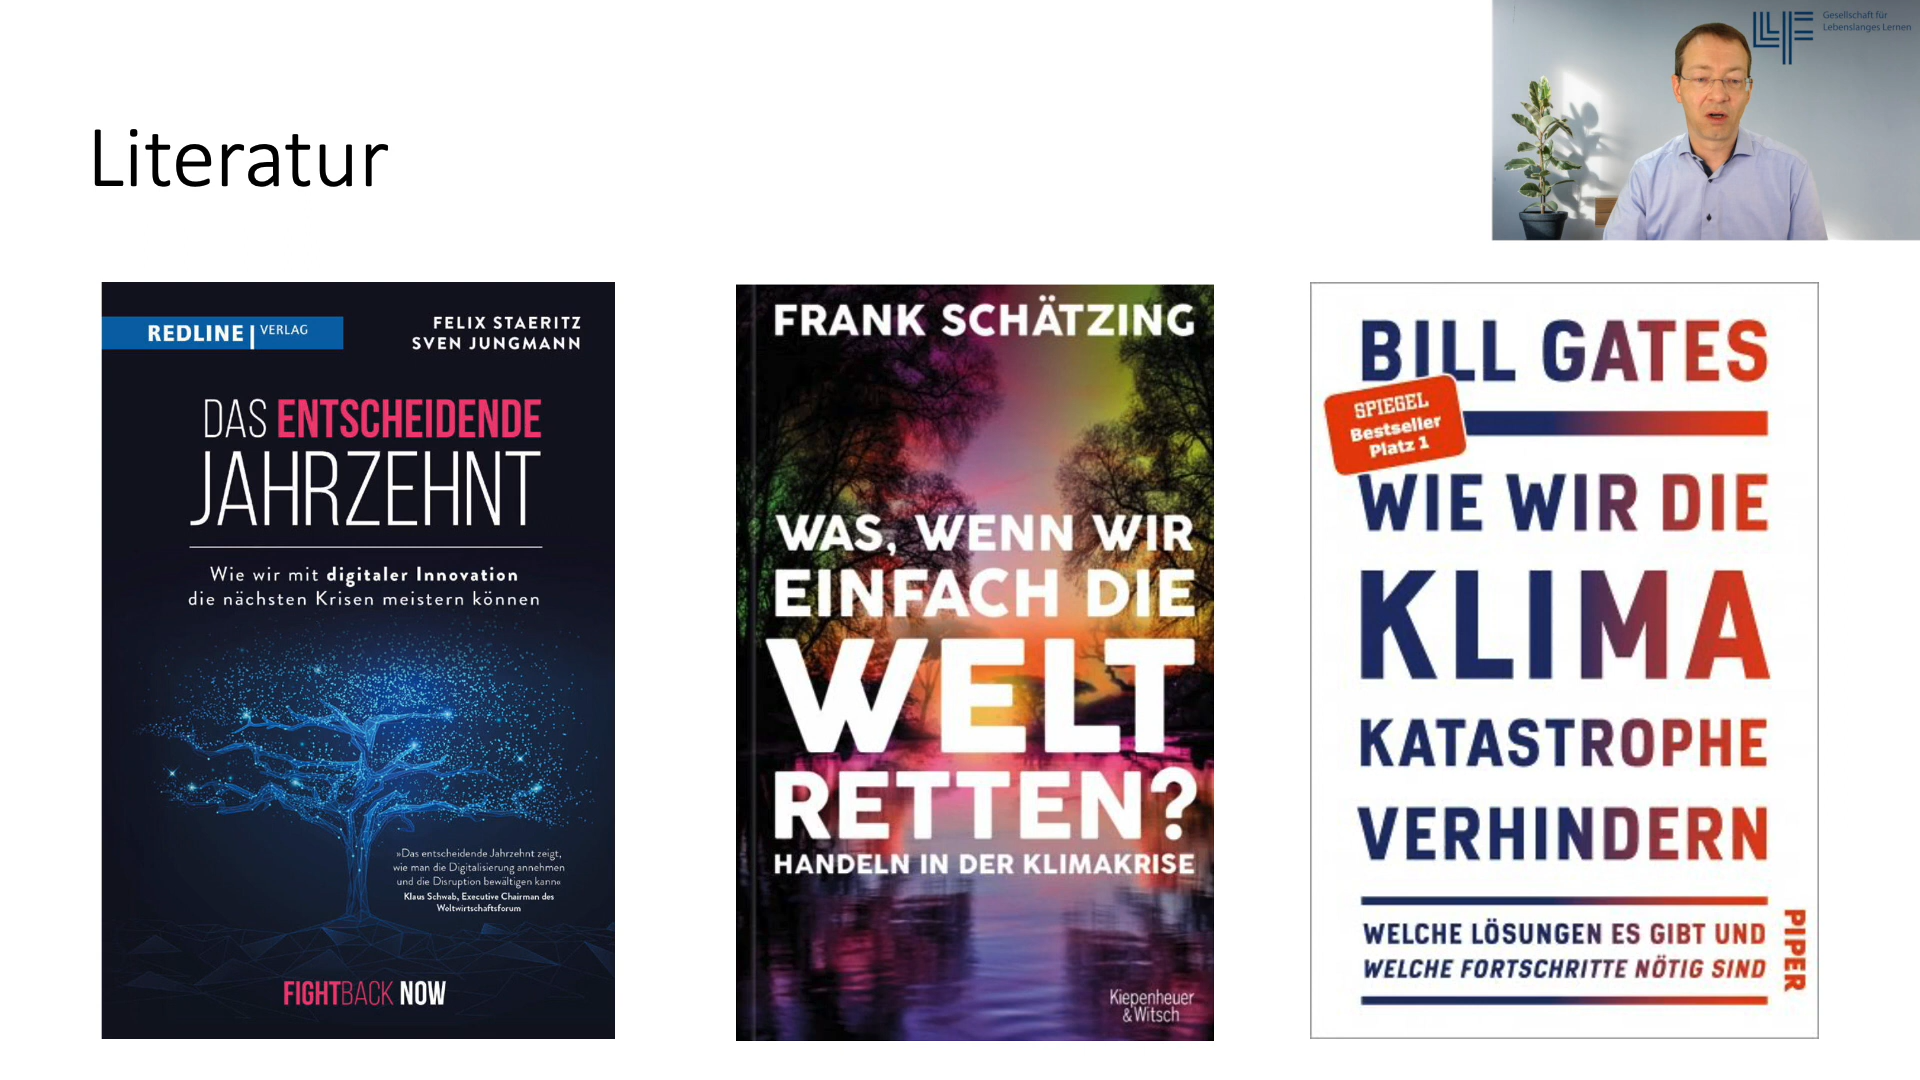 Gesellschaft für
Lebenslanges Lernen
Literatur
REDLINE | VERLAG
FELIX STAERITZ
SVEN JUNGMANN
DAS ENTSCHEIDENDE
JAHRZEHNT
Wie wir mit digitaler Innovation
die nächsten Krisen meistern können
»Das entscheidende Jahrzehnt zeigt,
wie man die Digitalisierung annehmen
und die Disruption bewältigen kann«
Klaus Schwab, Executive Chairman des
Weltwirtschaftsforum
FIGHTBACK NOW
FRANK SCHÄTZING
WAS, WENN WIR
EINFACH DIE
WELT
RETTEN?
HANDELN IN DER KLIMAKRISE
Kiepenheuer
& Witsch
BILL GATES
SPIEGEL
Bestseller
Platz 1
WIE WIR DIE
KLIMA
KATASTROPHE
VERHINDERN
WELCHE LÖSUNGEN ES GIBT UND
WELCHE FORTSCHRITTE NÖTIG SIND
PIPER